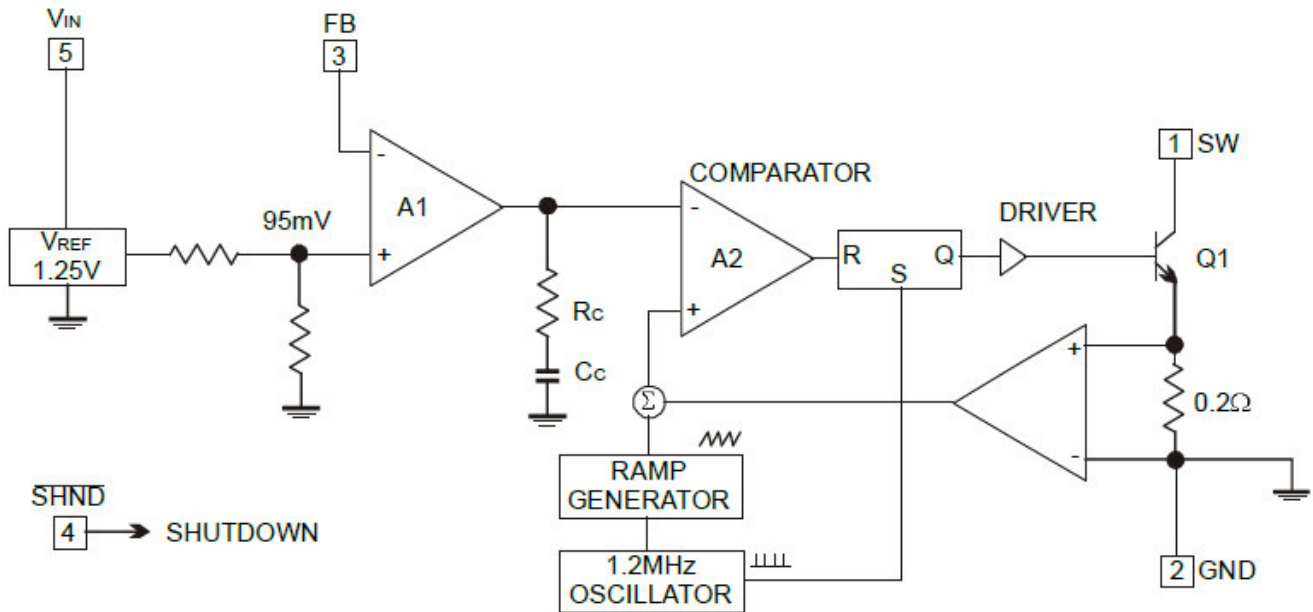 VIN
5
FB
3
1 SW
COMPARATOR
-
A1
+
95mV
VREF
1.25V
-
A2
+
R S Q
DRIVER
Q1
RC
CC
Σ
+
-
0.2Ω
RAMP
GENERATOR
SHND
4 SHUTDOWN
1.2MHz
OSCILLATOR
2 GND